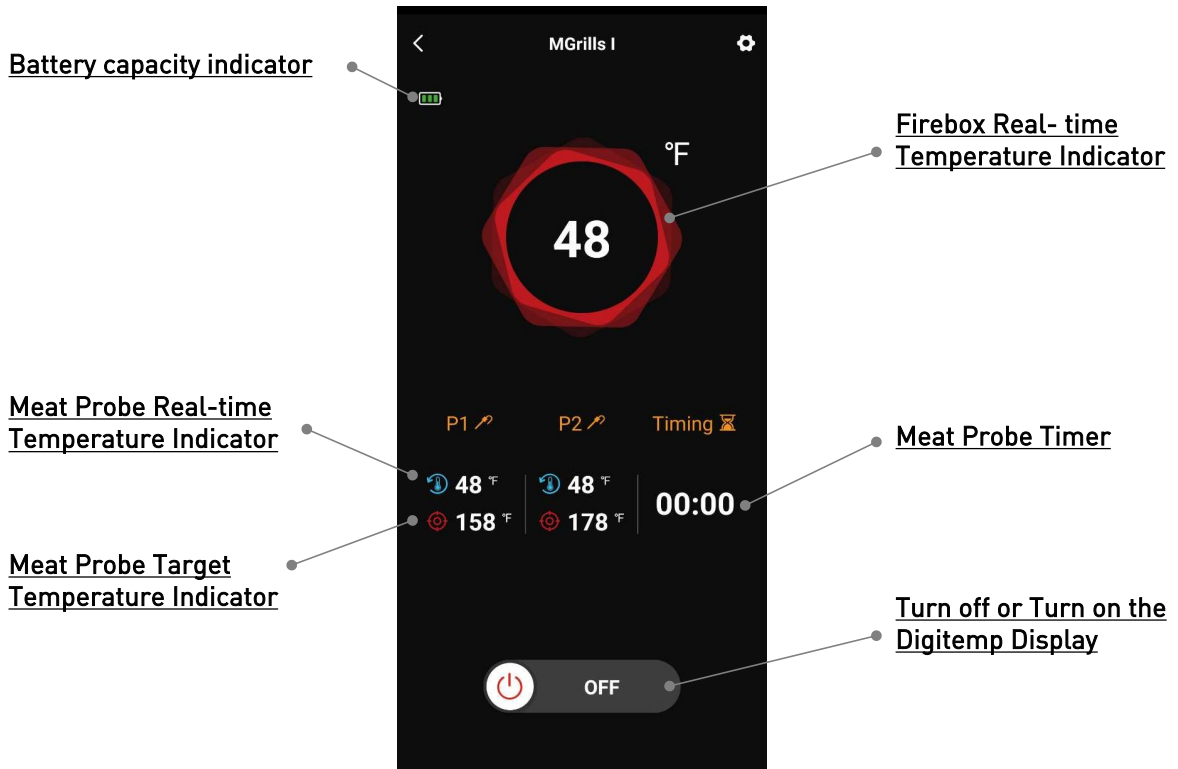 MGrills I
Battery capacity indicator
Firebox Real- time
Temperature Indicator
°F
48
Meat Probe Real-time
Temperature Indicator
P1
P2
Timing
Meat Probe Timer
48 °F
48 °F
00:00
158 °F
178 °F
Meat Probe Target
Temperature Indicator
Turn off or Turn on the
Digitemp Display
OFF